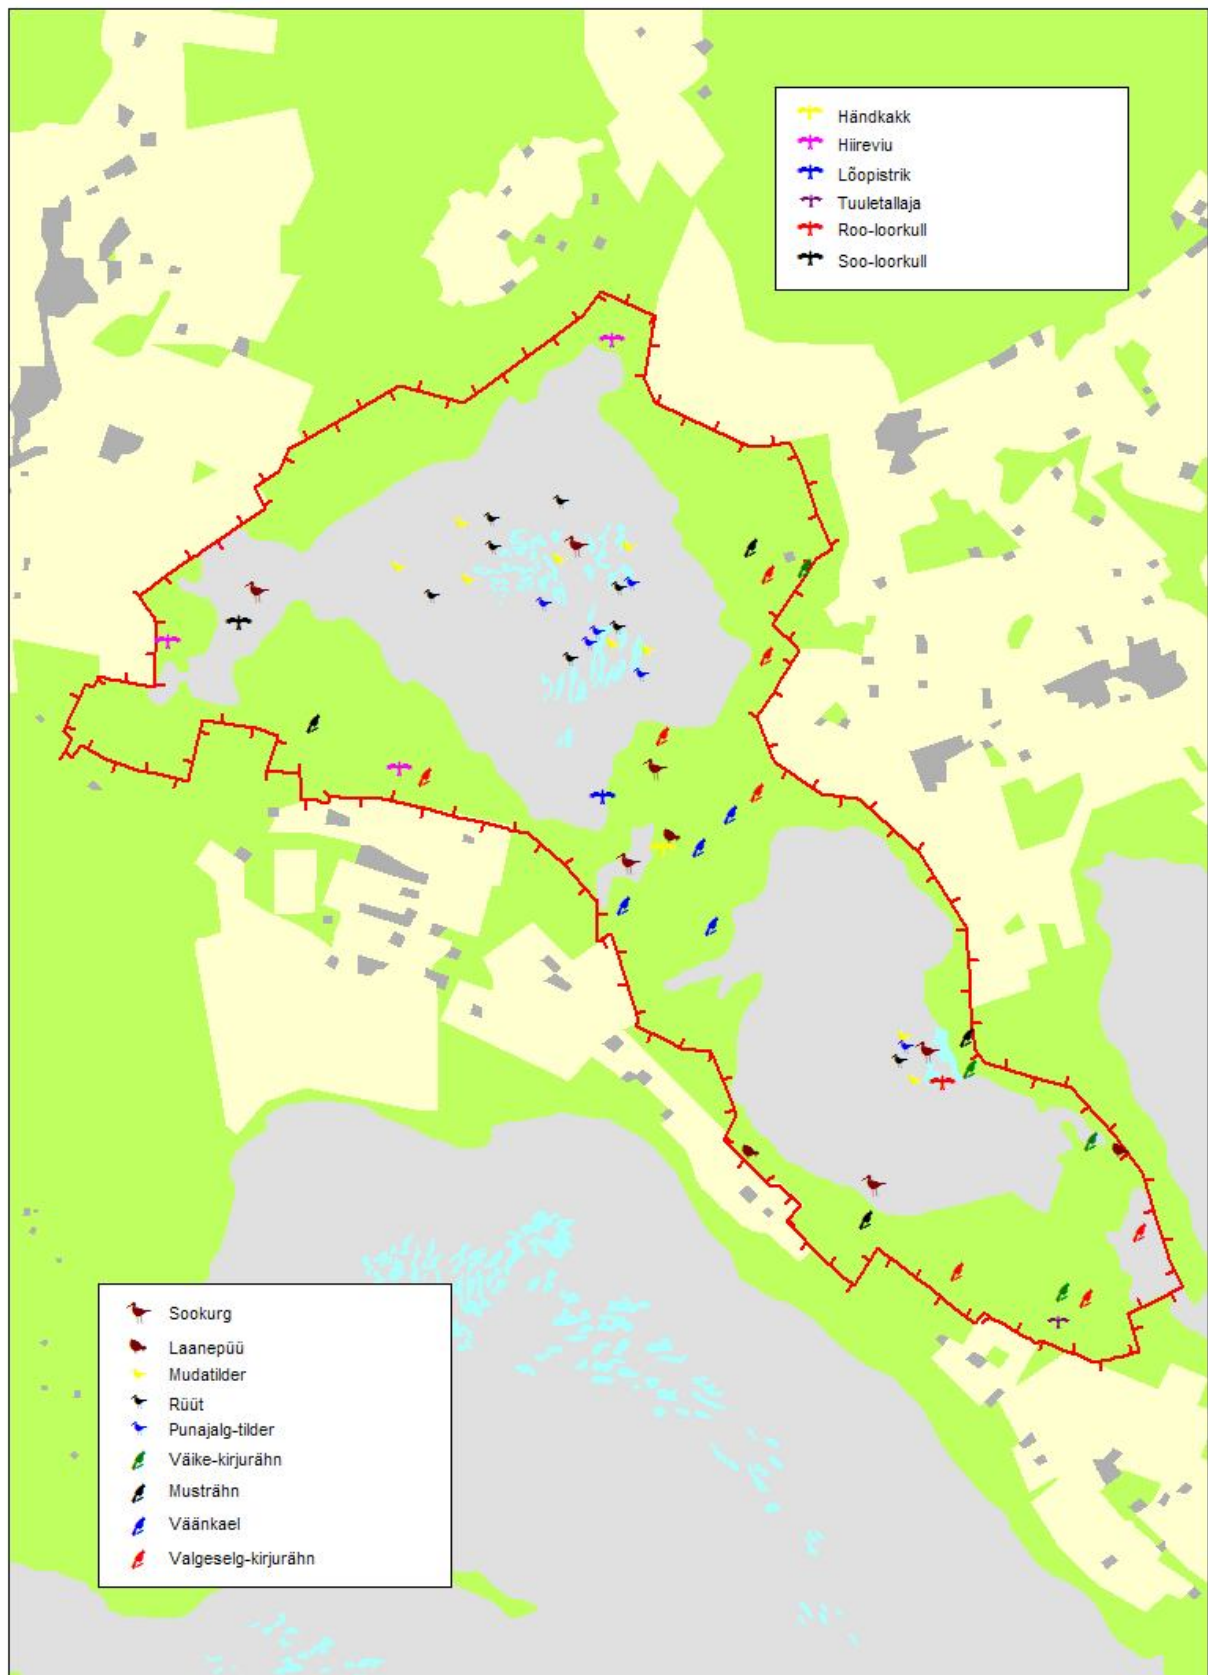 Händkakk
Hiireviu
Lõopistrik
Tuuletallaja
Roo-loorkull
Soo-loorkull
Sookurg
Laanepüü
Mudatilder
Rüüt
Punajalg-tilder
Väike-kirjurähn
Musträhn
Väänkael
Valgeselg-kirjurähn